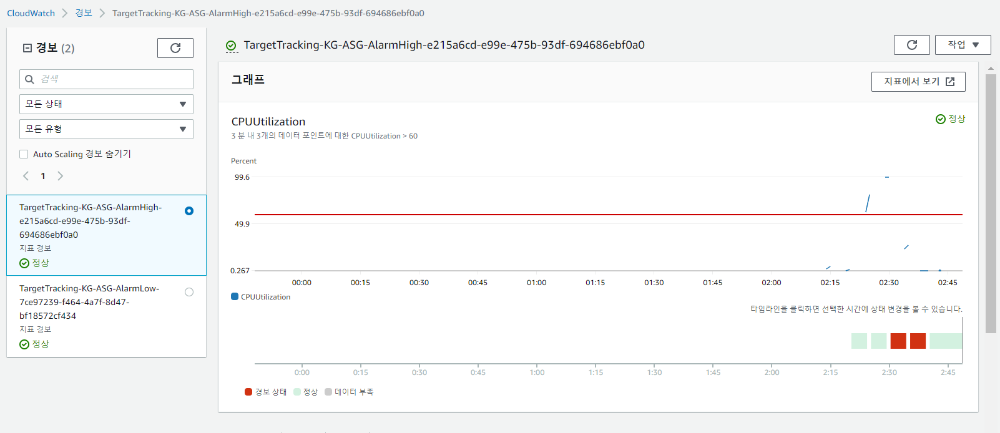 CloudWatch > 경보 > TargetTracking-KG-ASG-AlarmHigh-e215a6cd-e99e-475b-93df-694686ebf0a0
경보 (2)
검색
모든 상태
모든 유형
Auto Scaling 경보 숨기기
1
TargetTracking-KG-ASG-AlarmHigh-
e215a6cd-e99e-475b-93df-
694686ebf0a0
지표 경보
정상
TargetTracking-KG-ASG-AlarmLow-
7ce97239-f464-4a7f-8d47-
bf18572cf434
지표 경보
정상
TargetTracking-KG-ASG-AlarmHigh-e215a6cd-e99e-475b-93df-694686ebf0a0
작업
그래프
지표에서 보기
CPUUtilization
정상
3 분 내 3개의 데이터 포인트에 대한 CPUUtilization > 60
Percent
99.6
49.9
0.267
00:00 00:15 00:30 00:45 01:00 01:15 01:30 01:45 02:00 02:15 02:30 02:45
CPUUtilization
타임라인을 클릭하면 선택한 시간에 상태 변경을 볼 수 있습니다.
0:00 0:15 0:30 0:45 1:00 1:15 1:30 1:45 2:00 2:15 2:30 2:45
경보 상태 정상 데이터 부족